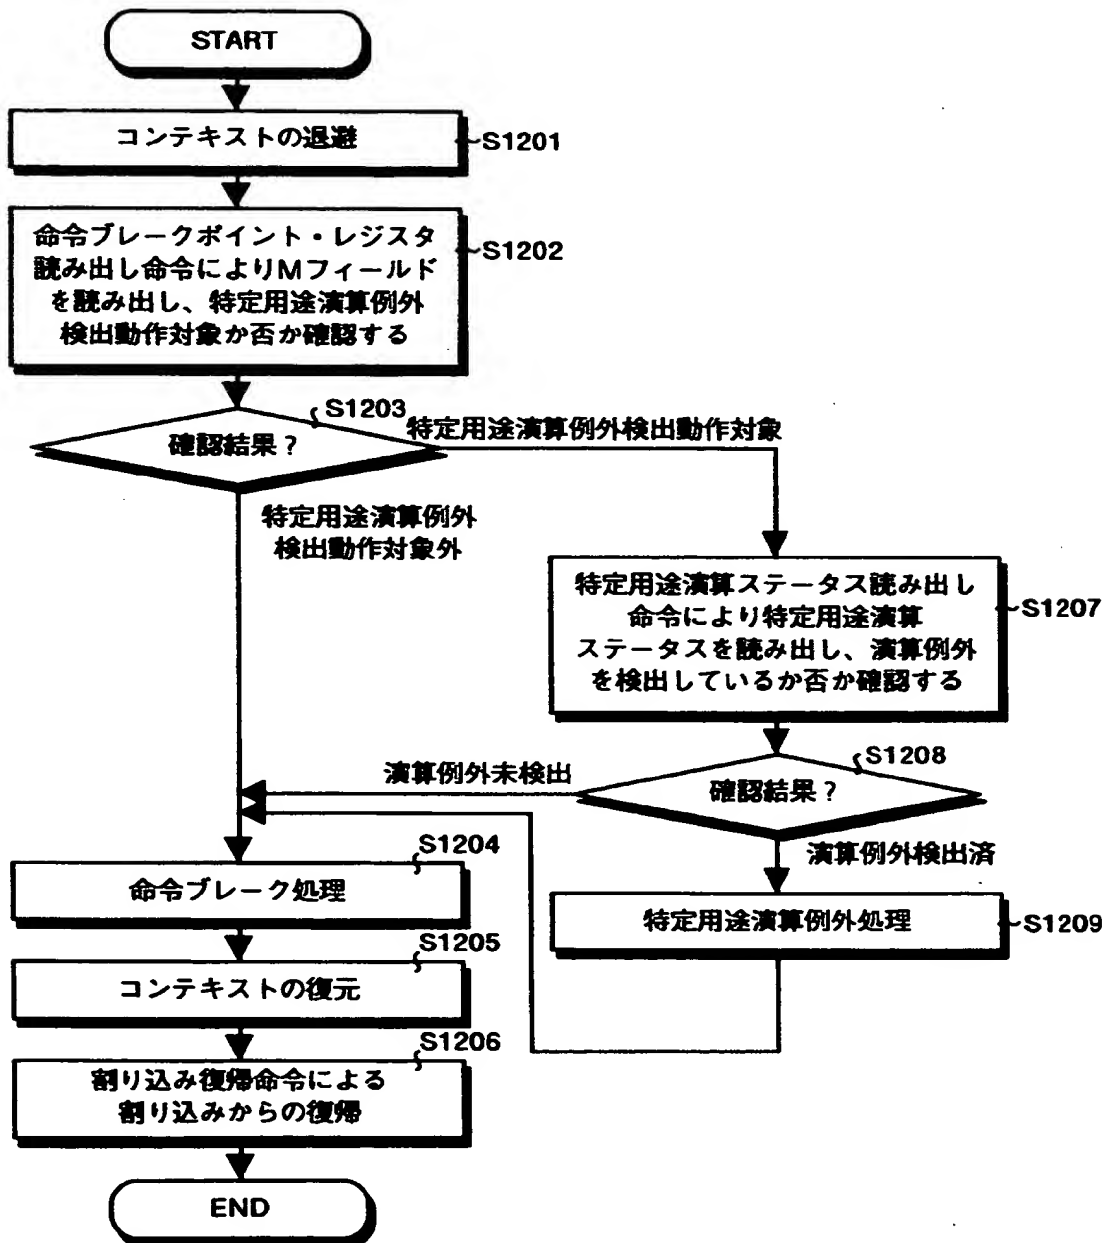 START
コンテキストの退避
S1201
命令ブレークポイント・レジスタ
読み出し命令によりMフィールド
を読み出し、特定用途演算例外
検出動作対象か否か確認する
S1202
S1203
確認結果？
特定用途演算例外検出動作対象
特定用途演算例外
検出動作対象外
特定用途演算ステータス読み出し
命令により特定用途演算
ステータスを読み出し、演算例外
を検出しているか否か確認する
S1207
S1208
確認結果？
演算例外未検出
演算例外検出済
特定用途演算例外処理
S1209
S1204
命令ブレーク処理
S1205
コンテキストの復元
S1206
割り込み復帰命令による
割り込みからの復帰
END